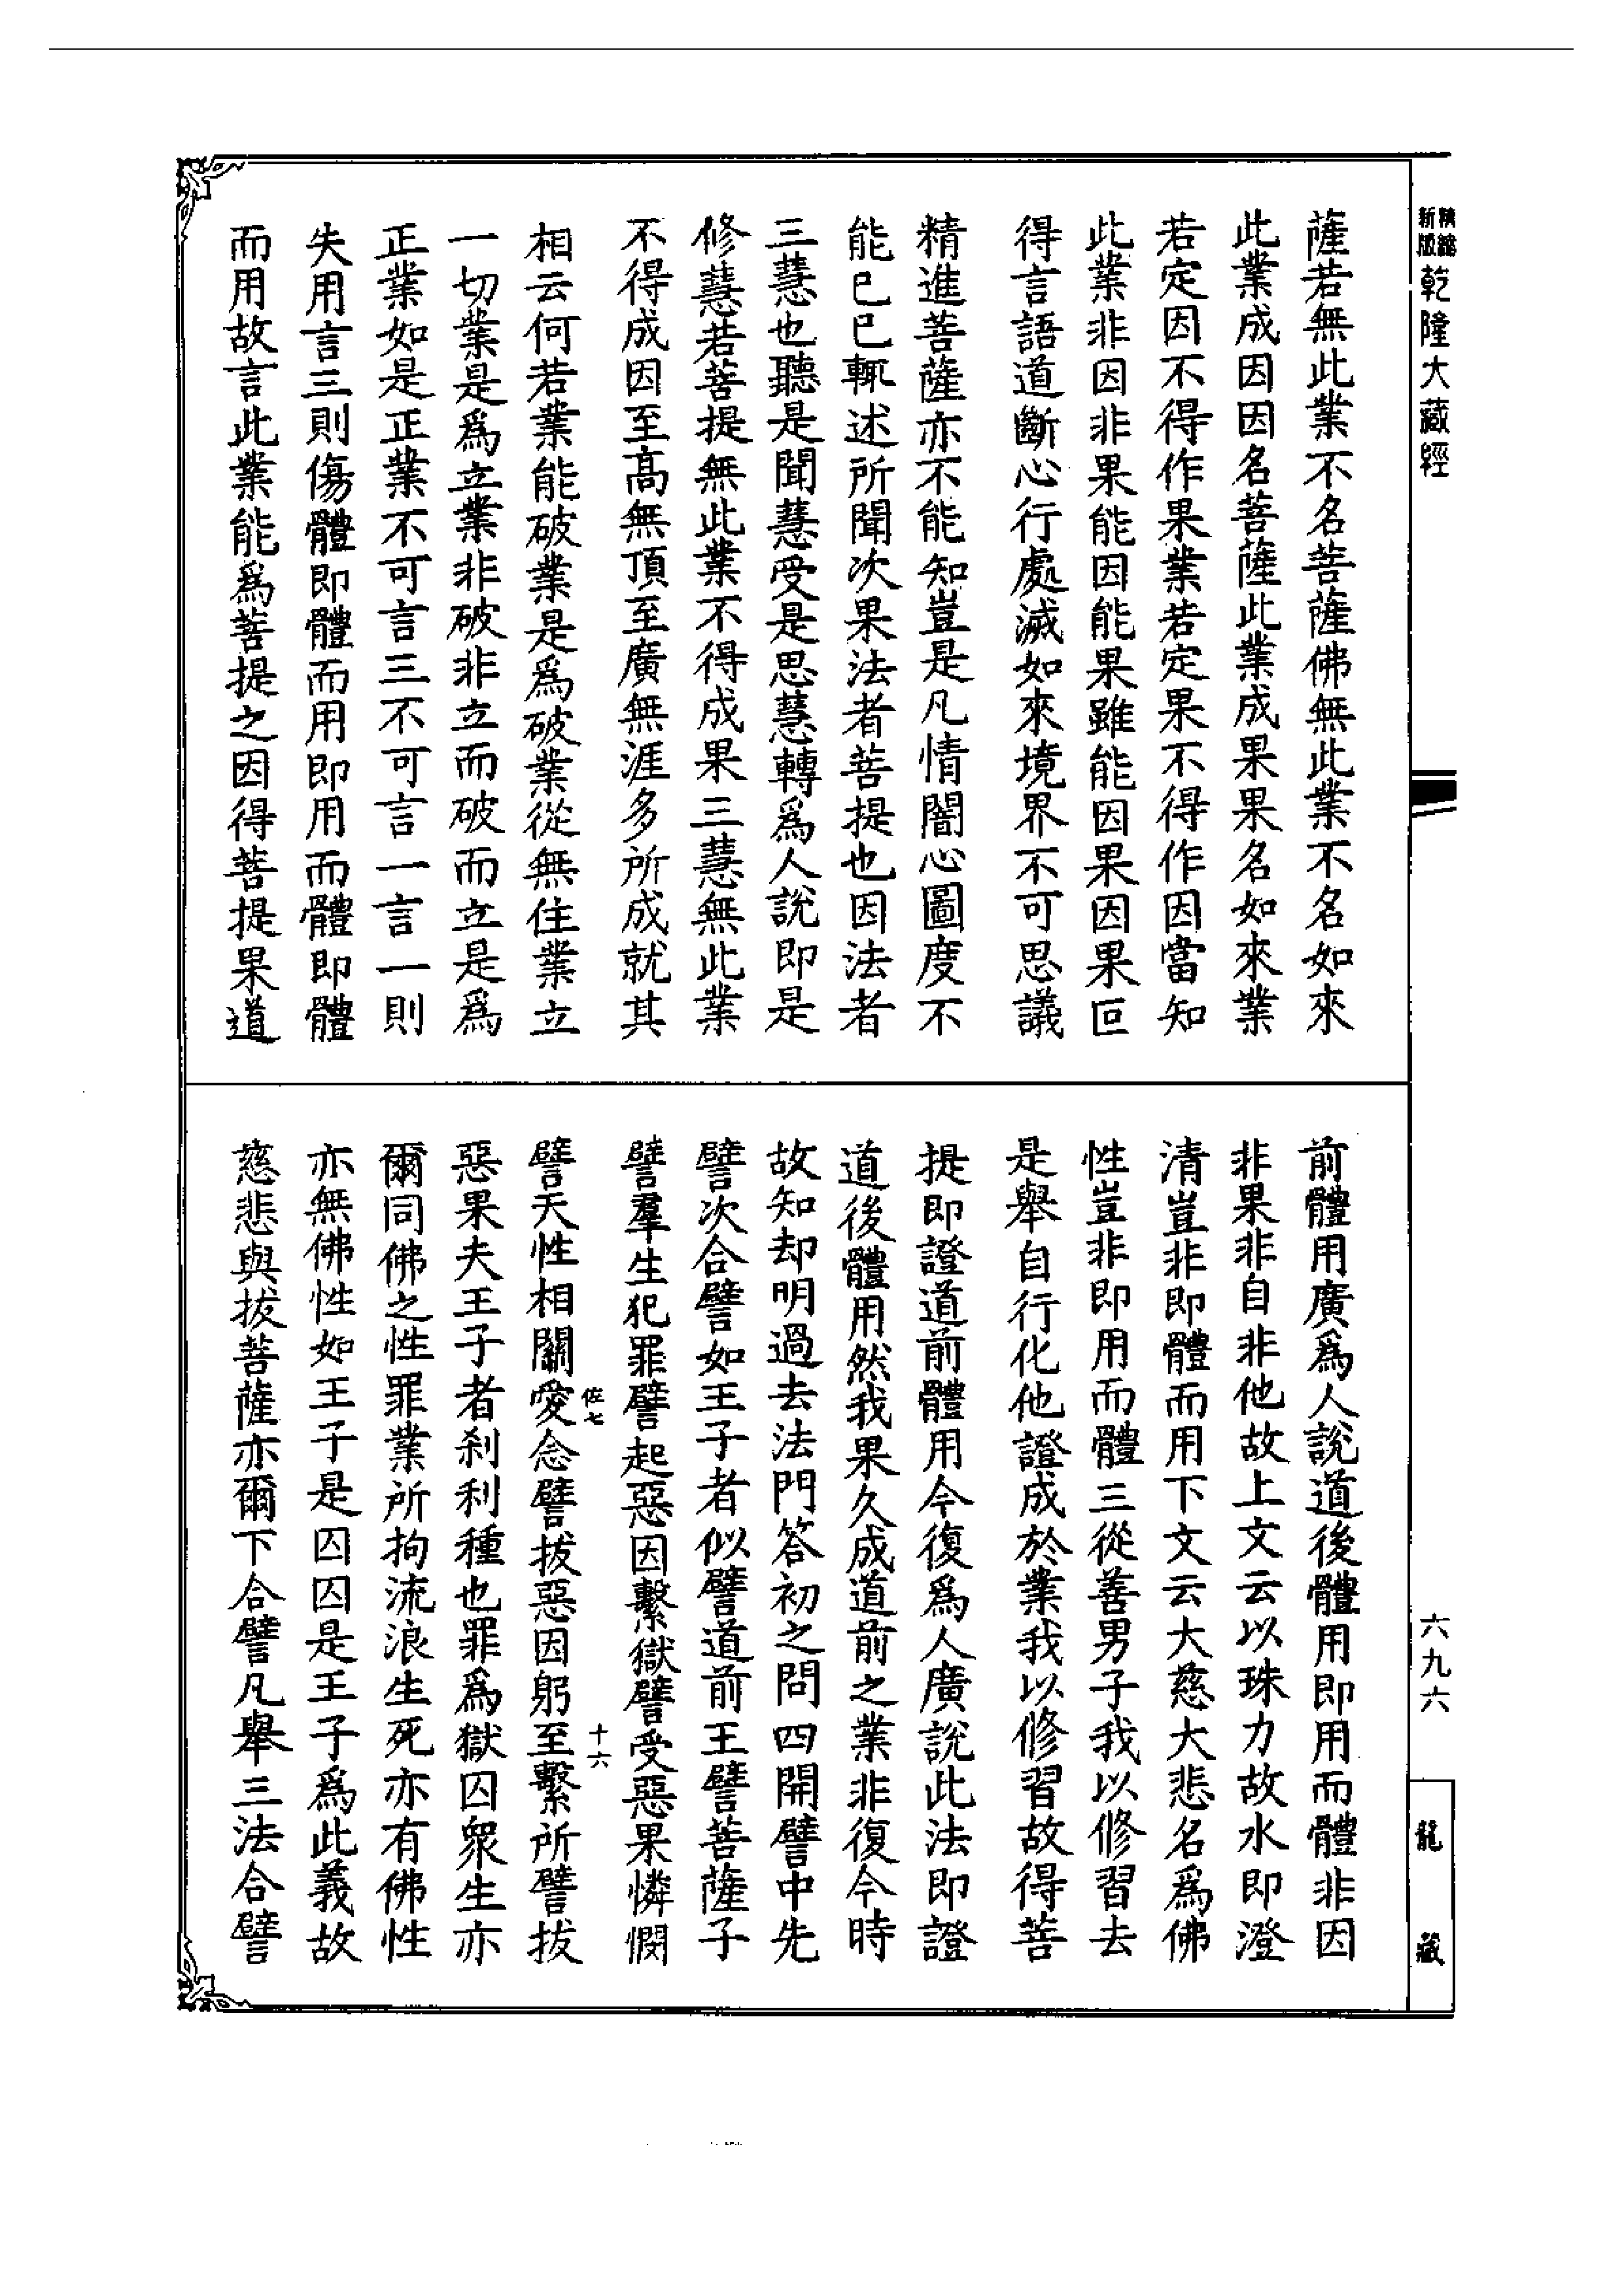 精縮新版乾隆大藏經
薩若無此業不名菩薩佛無此業不名如來
此業成因因名菩薩此業成果果名如來業
若定因不得作果業若定果不得作因當知
此業非因非果能因能果雖能因果因果叵
得言語道斷心行處滅如來境界不可思議
精進菩薩亦不能知豈是凡情闇心圖度不
能已已輒述所聞次果法者菩提也因法者
三慧也聽是聞慧受是思慧轉為人說即是
修慧若菩提無此業不得成果三慧無此業
不得成因至高無頂至廣無涯多所成就其
相云何若業能破業是為破業從無住業立
一切業是為立業非破非立而破而立是為
正業如是正業不可言三不可言一言一則
失用言三則傷體即體而用即用而體即體
而用故言此業能為菩提之因得菩提果道
前體用廣為人說道後體用即用而體非因
非果非自非他故上文云以珠力故水即澄
清豈非即體而用下文云大慈大悲名為佛
性豈非即用而體三從善男子我以修習去
是舉自行化他證成於業我以修習故得菩
提即證道前體用今復為人廣說此法即證
道後體用然我果久成道前之業非復今時
故知却明過去法門答初之問四開譬中先
譬次合譬如王子者似譬道前王譬菩薩子
譬羣生犯罪譬起惡因繫獄譬受惡果憐憫
譬天性相關愛念譬拔惡因躬至繫所譬拔
惡果夫王子者剎利種也罪為獄囚眾生亦
爾同佛之性罪業所拘流浪生死亦有佛性
亦無佛性如王子是囚囚是王子為此義故
慈悲與拔菩薩亦爾下合譬凡舉三法合譬
佐七
十六
六九六
龍藏